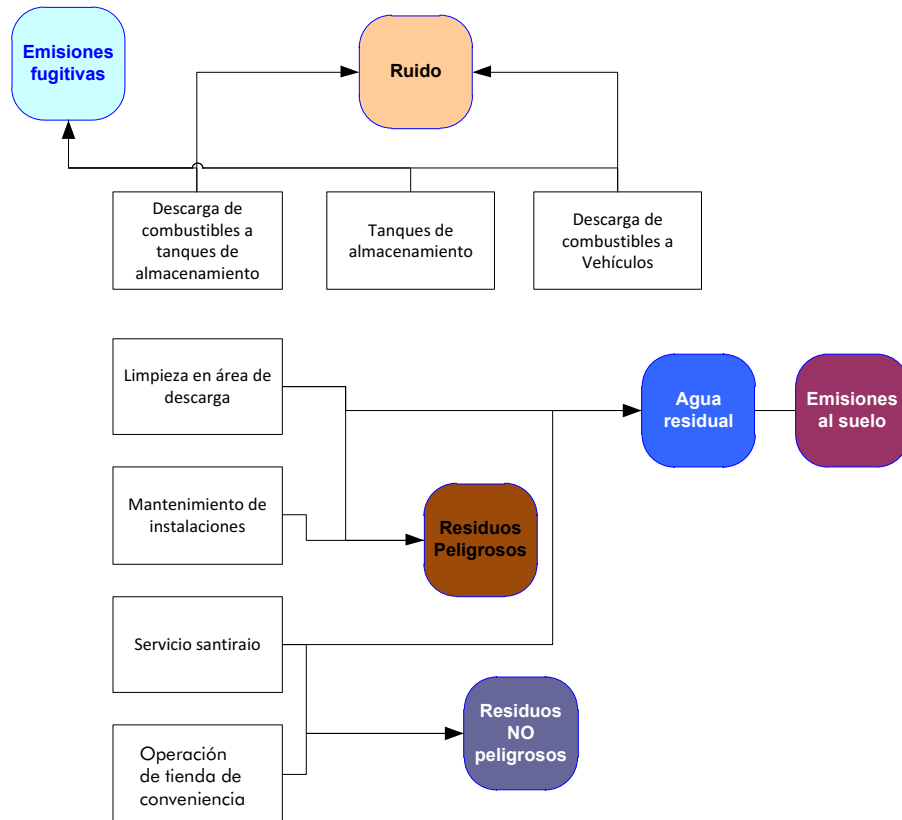 Emisiones
fugitivas
Ruido
Descarga de
combustibles a
tanques de
almacenamiento
Tanques de
almacenamiento
Descarga de
combustibles a
Vehículos
Limpieza en área de
descarga
Agua
residual
Emisiones
al suelo
Mantenimiento de
instalaciones
Residuos
Peligrosos
Servicio santiraio
Residuos
NO
peligrosos
Operación
de tienda de
conveniencia